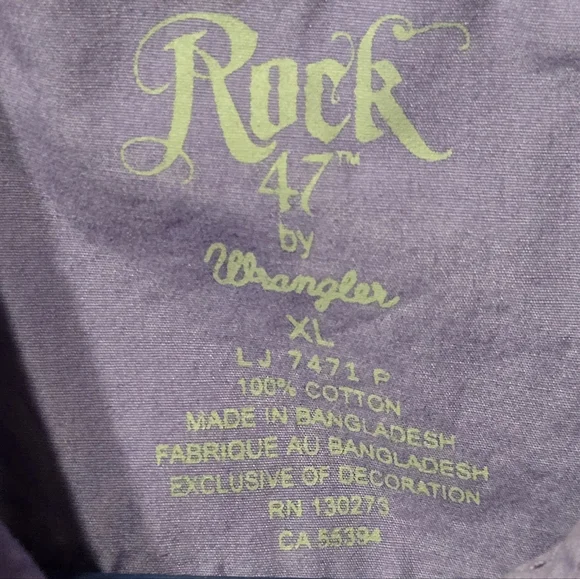 Rock
47™
by
Wrangler
XL
LJ 7471 P
100% COTTON
MADE IN BANGLADESH
FABRIQUE AU BANGLADESH
EXCLUSIVE OF DECORATION
RN 130273
CA 55394